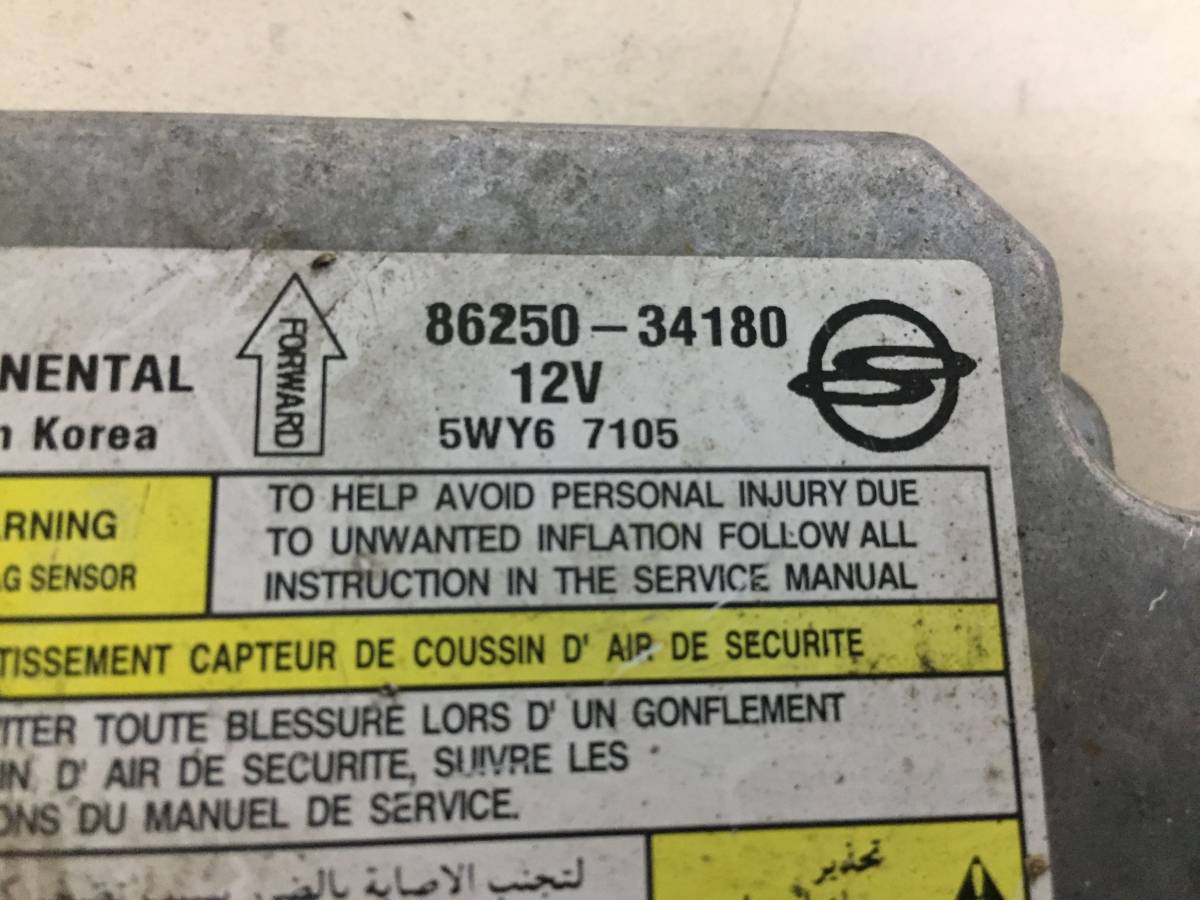 NENTAL
n Korea
FORWARD
86250-34180
12V
5WY6 7105
ARNING
AG SENSOR
TO HELP AVOID PERSONAL INJURY DUE
TO UNWANTED INFLATION FOLLOW ALL
INSTRUCTION IN THE SERVICE MANUAL
TISSEMENT CAPTEUR DE COUSSIN D' AIR DE SECURITE
ITER TOUTE BLESSURE LORS D' UN GONFLEMENT
IN D' AIR DE SECURITE, SUIVRE LES
ONS DU MANUEL DE SERVICE.
تحذير
لتجنب الاصابة